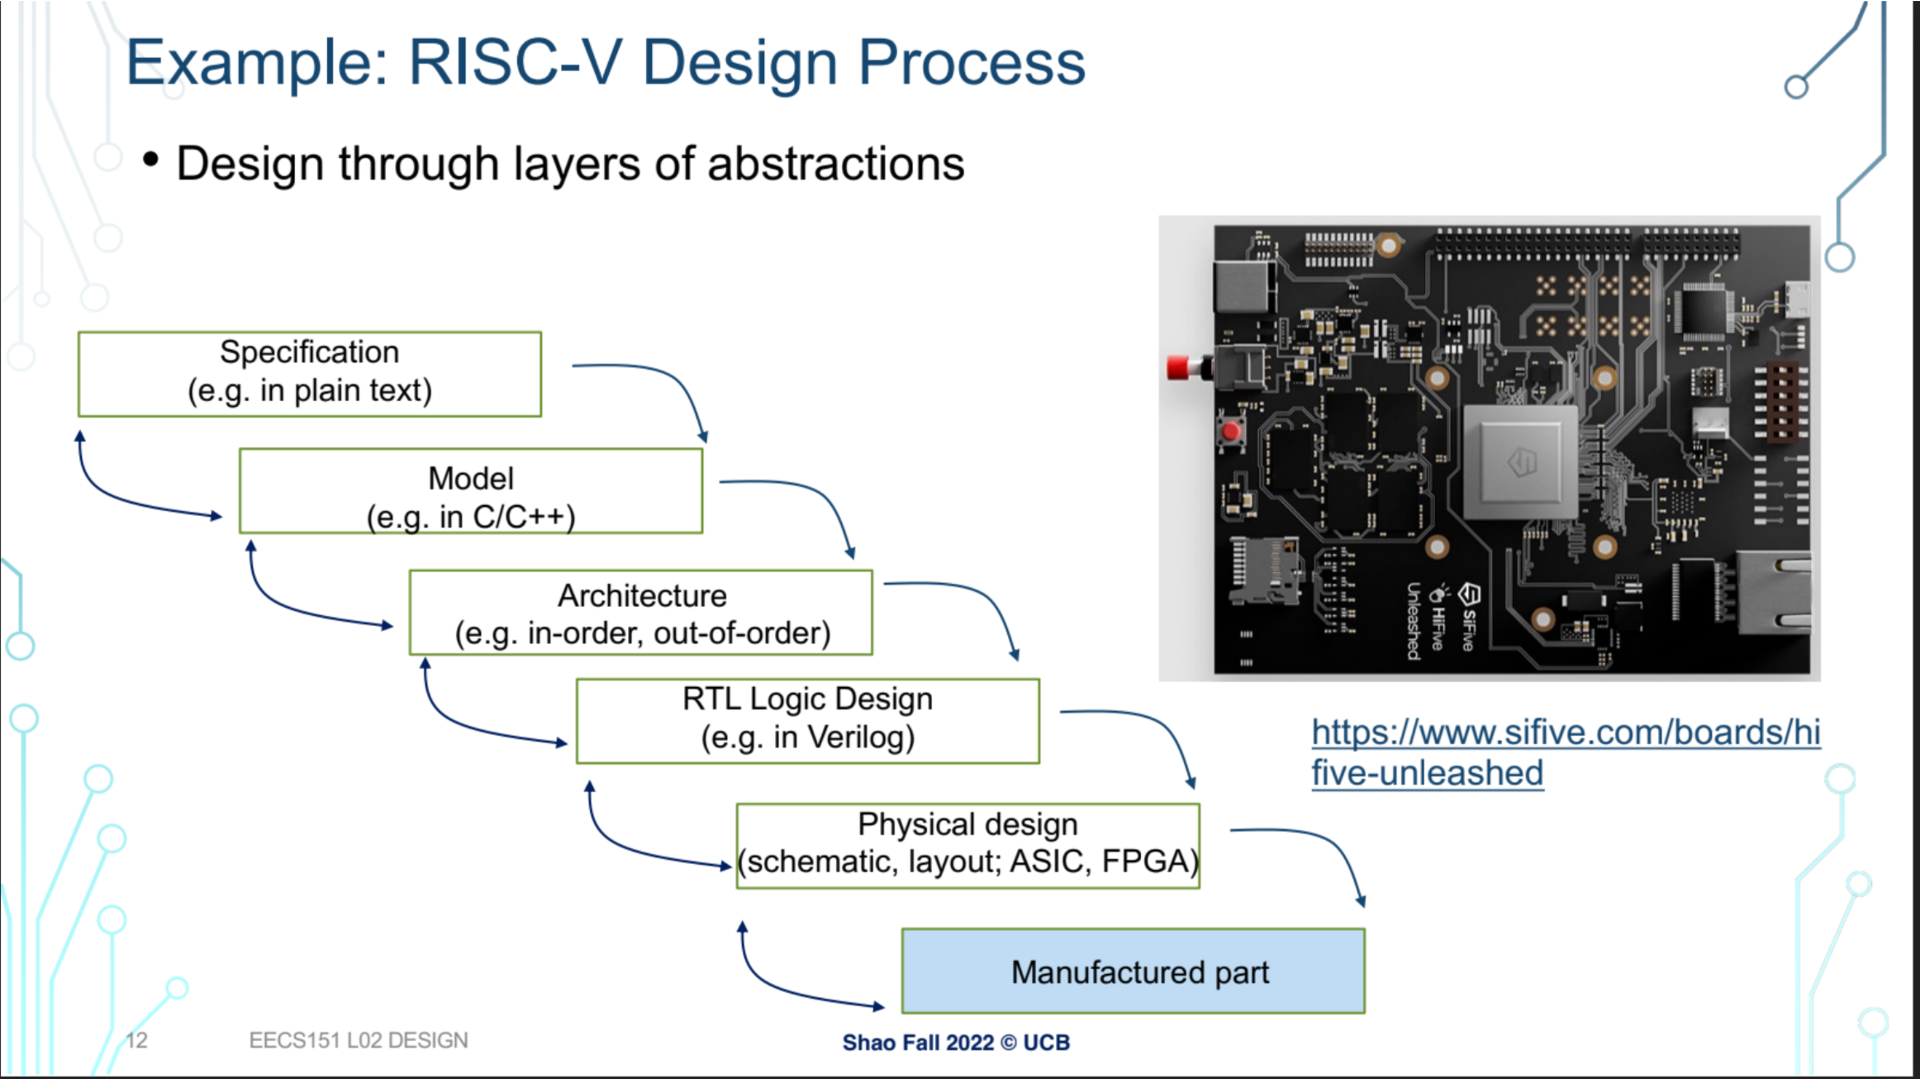 Example: RISC-V Design Process
• Design through layers of abstractions
Specification
(e.g. in plain text)
Model
(e.g. in C/C++)
Architecture
(e.g. in-order, out-of-order)
RTL Logic Design
(e.g. in Verilog)
Physical design
(schematic, layout; ASIC, FPGA)
Manufactured part
SiFive
HiFive
Unleashed
https://www.sifive.com/boards/hi
five-unleashed
12
EECS151 L02 DESIGN
Shao Fall 2022 © UCB